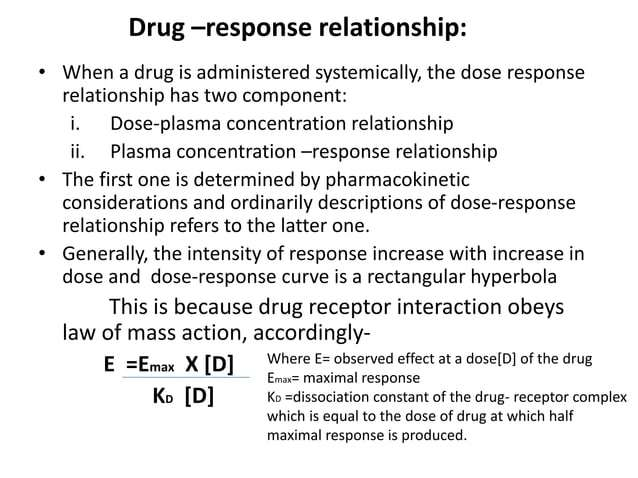 Drug –response relationship:
• When a drug is administered systemically, the dose response
relationship has two component:
i. Dose-plasma concentration relationship
ii. Plasma concentration –response relationship
• The first one is determined by pharmacokinetic
considerations and ordinarily descriptions of dose-response
relationship refers to the latter one.
• Generally, the intensity of response increase with increase in
dose and dose-response curve is a rectangular hyperbola
This is because drug receptor interaction obeys
law of mass action, accordingly-
E =Emax X [D]
KD [D]
Where E= observed effect at a dose[D] of the drug
Emax= maximal response
KD =dissociation constant of the drug- receptor complex
which is equal to the dose of drug at which half
maximal response is produced.